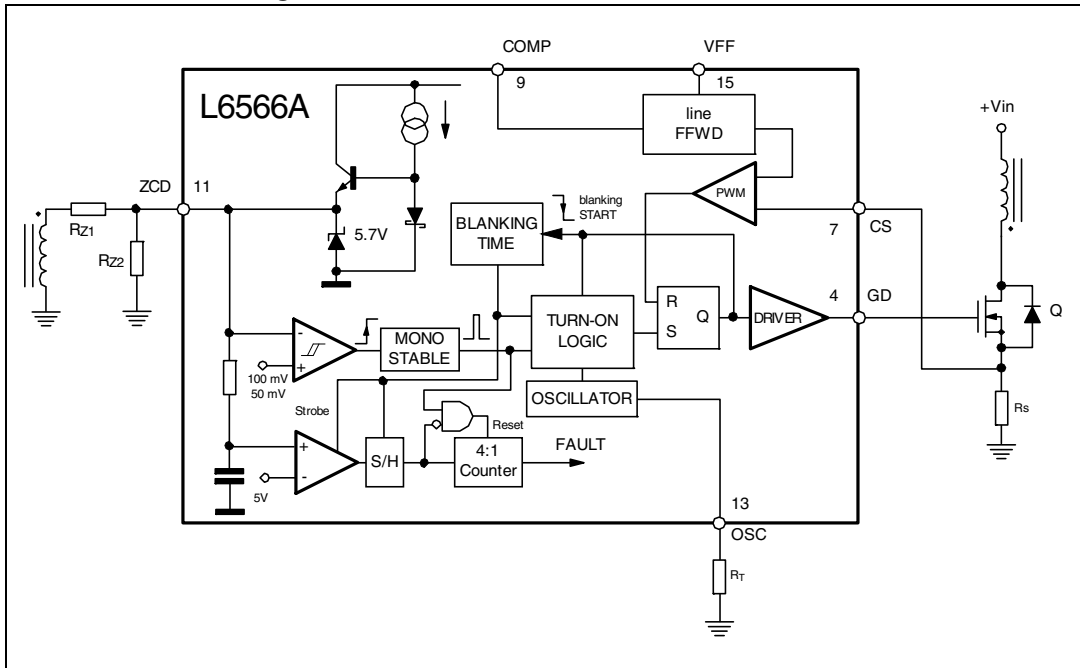 COMP
VFF
9
15
L6566A
line
FFWD
+Vin
ZCD
11
PWM
RZ1
RZ2
5.7V
BLANKING
TIME
blanking
START
7
CS
4
GD
MONO
STABLE
TURN-ON
LOGIC
R
S
Q
DRIVER
Q
-
+
100 mV
50 mV
OSCILLATOR
Strobe
Reset
Rs
+
-
5V
S/H
4:1
Counter
FAULT
13
OSC
RT